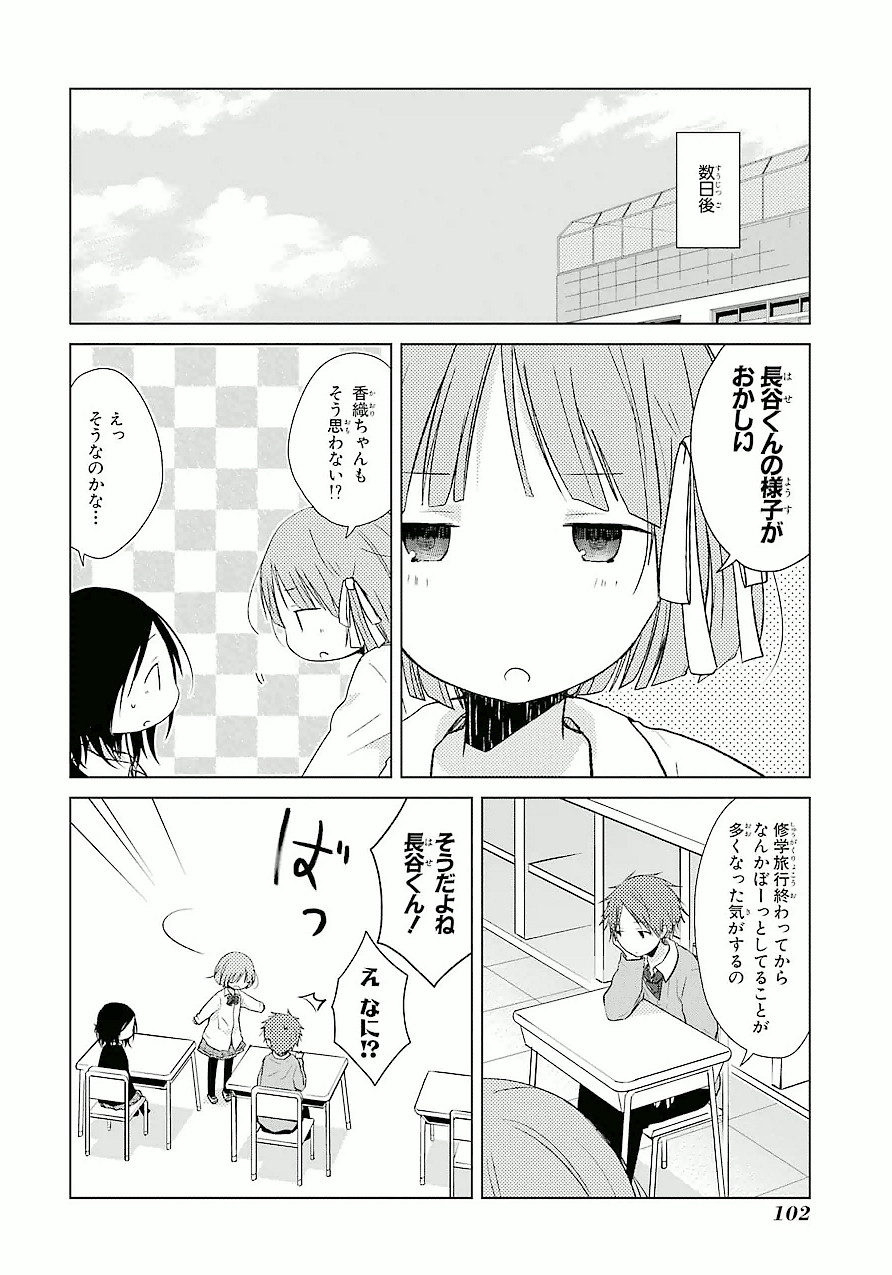 数日後
長谷くんの様子が
おかしい
香織ちゃんも
そう思わない!?
えっ
そうなのかな…
修学旅行終わってから
なんかぼーっとしてることが
多くなった気がするの
そうだよね
長谷くん!
ばっ
え なに!?
102